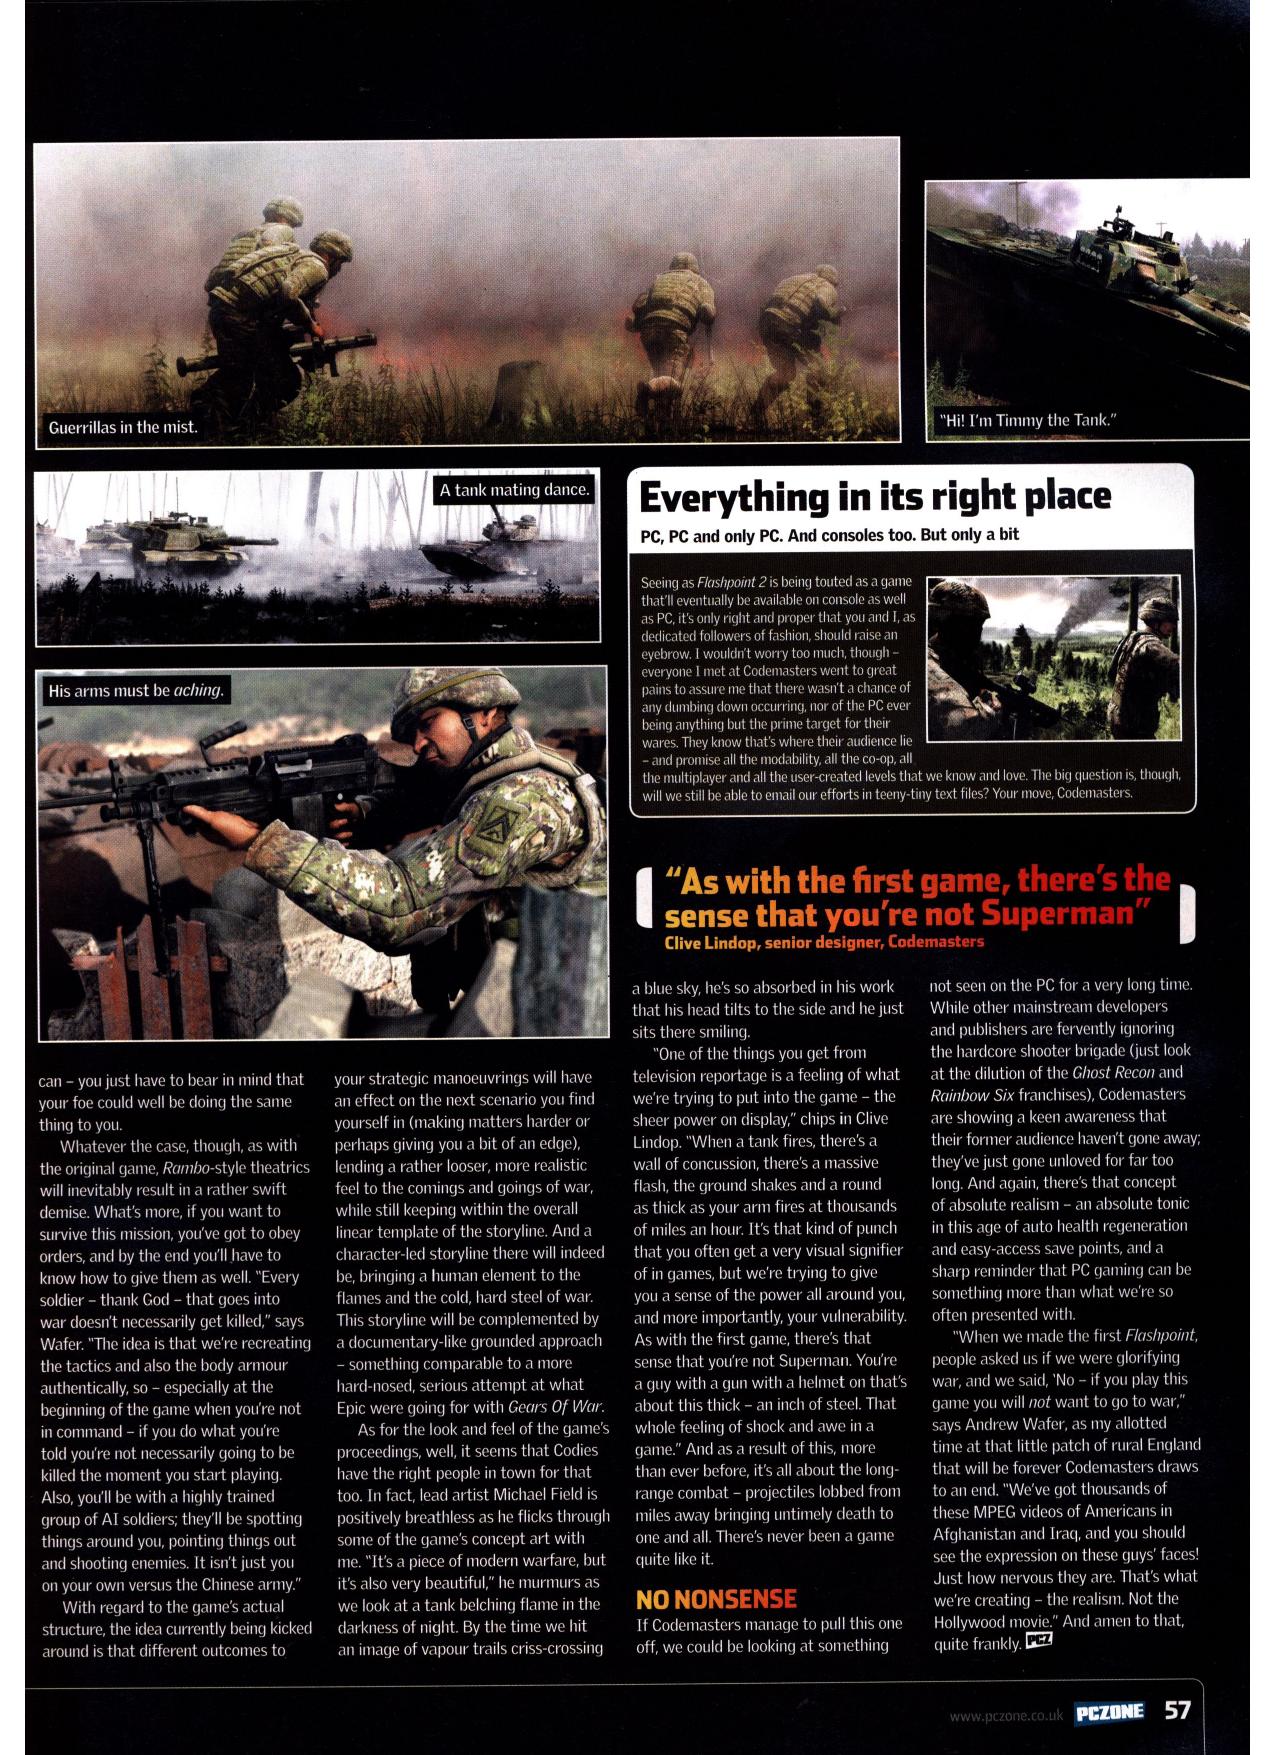 Guerrillas in the mist.
"Hi! I'm Timmy the Tank."
A tank mating dance.
His arms must be aching.
Everything in its right place
PC, PC and only PC. And consoles too. But only a bit
Seeing as Flashpoint 2 is being touted as a game
that'll eventually be available on console as well
as PC, it's only right and proper that you and I, as
dedicated followers of fashion, should raise an
eyebrow. I wouldn't worry too much, though –
everyone I met at Codemasters went to great
pains to assure me that there wasn't a chance of
any dumbing down occurring, nor of the PC ever
being anything but the prime target for their
wares. They know that's where their audience lie
– and promise all the modability, all the co-op, all
the multiplayer and all the user-created levels that we know and love. The big question is, though,
will we still be able to email our efforts in teeny-tiny text files? Your move, Codemasters.
"As with the first game, there's the
sense that you're not Superman"
Clive Lindop, senior designer, Codemasters
can – you just have to bear in mind that
your foe could well be doing the same
thing to you.
Whatever the case, though, as with
the original game, Rambo-style theatrics
will inevitably result in a rather swift
demise. What's more, if you want to
survive this mission, you've got to obey
orders, and by the end you'll have to
know how to give them as well. "Every
soldier – thank God – that goes into
war doesn't necessarily get killed," says
Wafer. "The idea is that we're recreating
the tactics and also the body armour
authentically, so – especially at the
beginning of the game when you're not
in command – if you do what you're
told you're not necessarily going to be
killed the moment you start playing.
Also, you'll be with a highly trained
group of AI soldiers; they'll be spotting
things around you, pointing things out
and shooting enemies. It isn't just you
on your own versus the Chinese army."
With regard to the game's actual
structure, the idea currently being kicked
around is that different outcomes to
your strategic manoeuvrings will have
an effect on the next scenario you find
yourself in (making matters harder or
perhaps giving you a bit of an edge),
lending a rather looser, more realistic
feel to the comings and goings of war,
while still keeping within the overall
linear template of the storyline. And a
character-led storyline there will indeed
be, bringing a human element to the
flames and the cold, hard steel of war.
This storyline will be complemented by
a documentary-like grounded approach
– something comparable to a more
hard-nosed, serious attempt at what
Epic were going for with Gears Of War.
As for the look and feel of the game's
proceedings, well, it seems that Codies
have the right people in town for that
too. In fact, lead artist Michael Field is
positively breathless as he flicks through
some of the game's concept art with
me. "It's a piece of modern warfare, but
it's also very beautiful," he murmurs as
we look at a tank belching flame in the
darkness of night. By the time we hit
an image of vapour trails criss-crossing
a blue sky, he's so absorbed in his work
that his head tilts to the side and he just
sits there smiling.
"One of the things you get from
television reportage is a feeling of what
we're trying to put into the game – the
sheer power on display," chips in Clive
Lindop. "When a tank fires, there's a
wall of concussion, there's a massive
flash, the ground shakes and a round
as thick as your arm fires at thousands
of miles an hour. It's that kind of punch
that you often get a very visual signifier
of in games, but we're trying to give
you a sense of the power all around you,
and more importantly, your vulnerability.
As with the first game, there's that
sense that you're not Superman. You're
a guy with a gun with a helmet on that's
about this thick – an inch of steel. That
whole feeling of shock and awe in a
game." And as a result of this, more
than ever before, it's all about the long-
range combat – projectiles lobbed from
miles away bringing untimely death to
one and all. There's never been a game
quite like it.
NO NONSENSE
If Codemasters manage to pull this one
off, we could be looking at something
not seen on the PC for a very long time.
While other mainstream developers
and publishers are fervently ignoring
the hardcore shooter brigade (just look
at the dilution of the Ghost Recon and
Rainbow Six franchises), Codemasters
are showing a keen awareness that
their former audience haven't gone away;
they've just gone unloved for far too
long. And again, there's that concept
of absolute realism – an absolute tonic
in this age of auto health regeneration
and easy-access save points, and a
sharp reminder that PC gaming can be
something more than what we're so
often presented with.
"When we made the first Flashpoint,
people asked us if we were glorifying
war, and we said, 'No – if you play this
game you will not want to go to war,"
says Andrew Wafer, as my allotted
time at that little patch of rural England
that will be forever Codemasters draws
to an end. "We've got thousands of
these MPEG videos of Americans in
Afghanistan and Iraq, and you should
see the expression on these guys' faces!
Just how nervous they are. That's what
we're creating – the realism. Not the
Hollywood movie." And amen to that,
quite frankly. PCZ
www.pczone.co.uk PCZONE 57